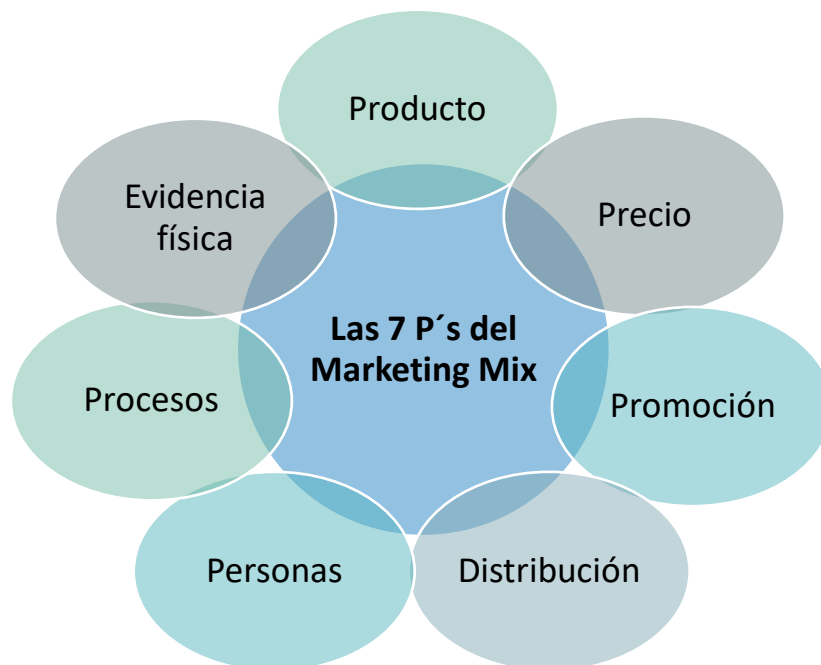 Producto
Evidencia
física
Precio
Las 7 P´s del
Marketing Mix
Procesos
Promoción
Personas
Distribución